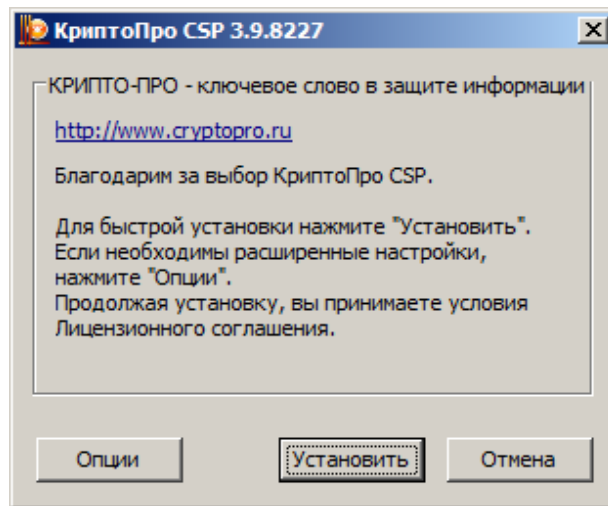 КриптоПро CSP 3.9.8227
КРИПТО-ПРО - ключевое слово в защите информации
http://www.cryptopro.ru
Благодарим за выбор КриптоПро CSP.
Для быстрой установки нажмите "Установить".
Если необходимы расширенные настройки,
нажмите "Опции".
Продолжая установку, вы принимаете условия
Лицензионного соглашения.
Опции
Установить
Отмена